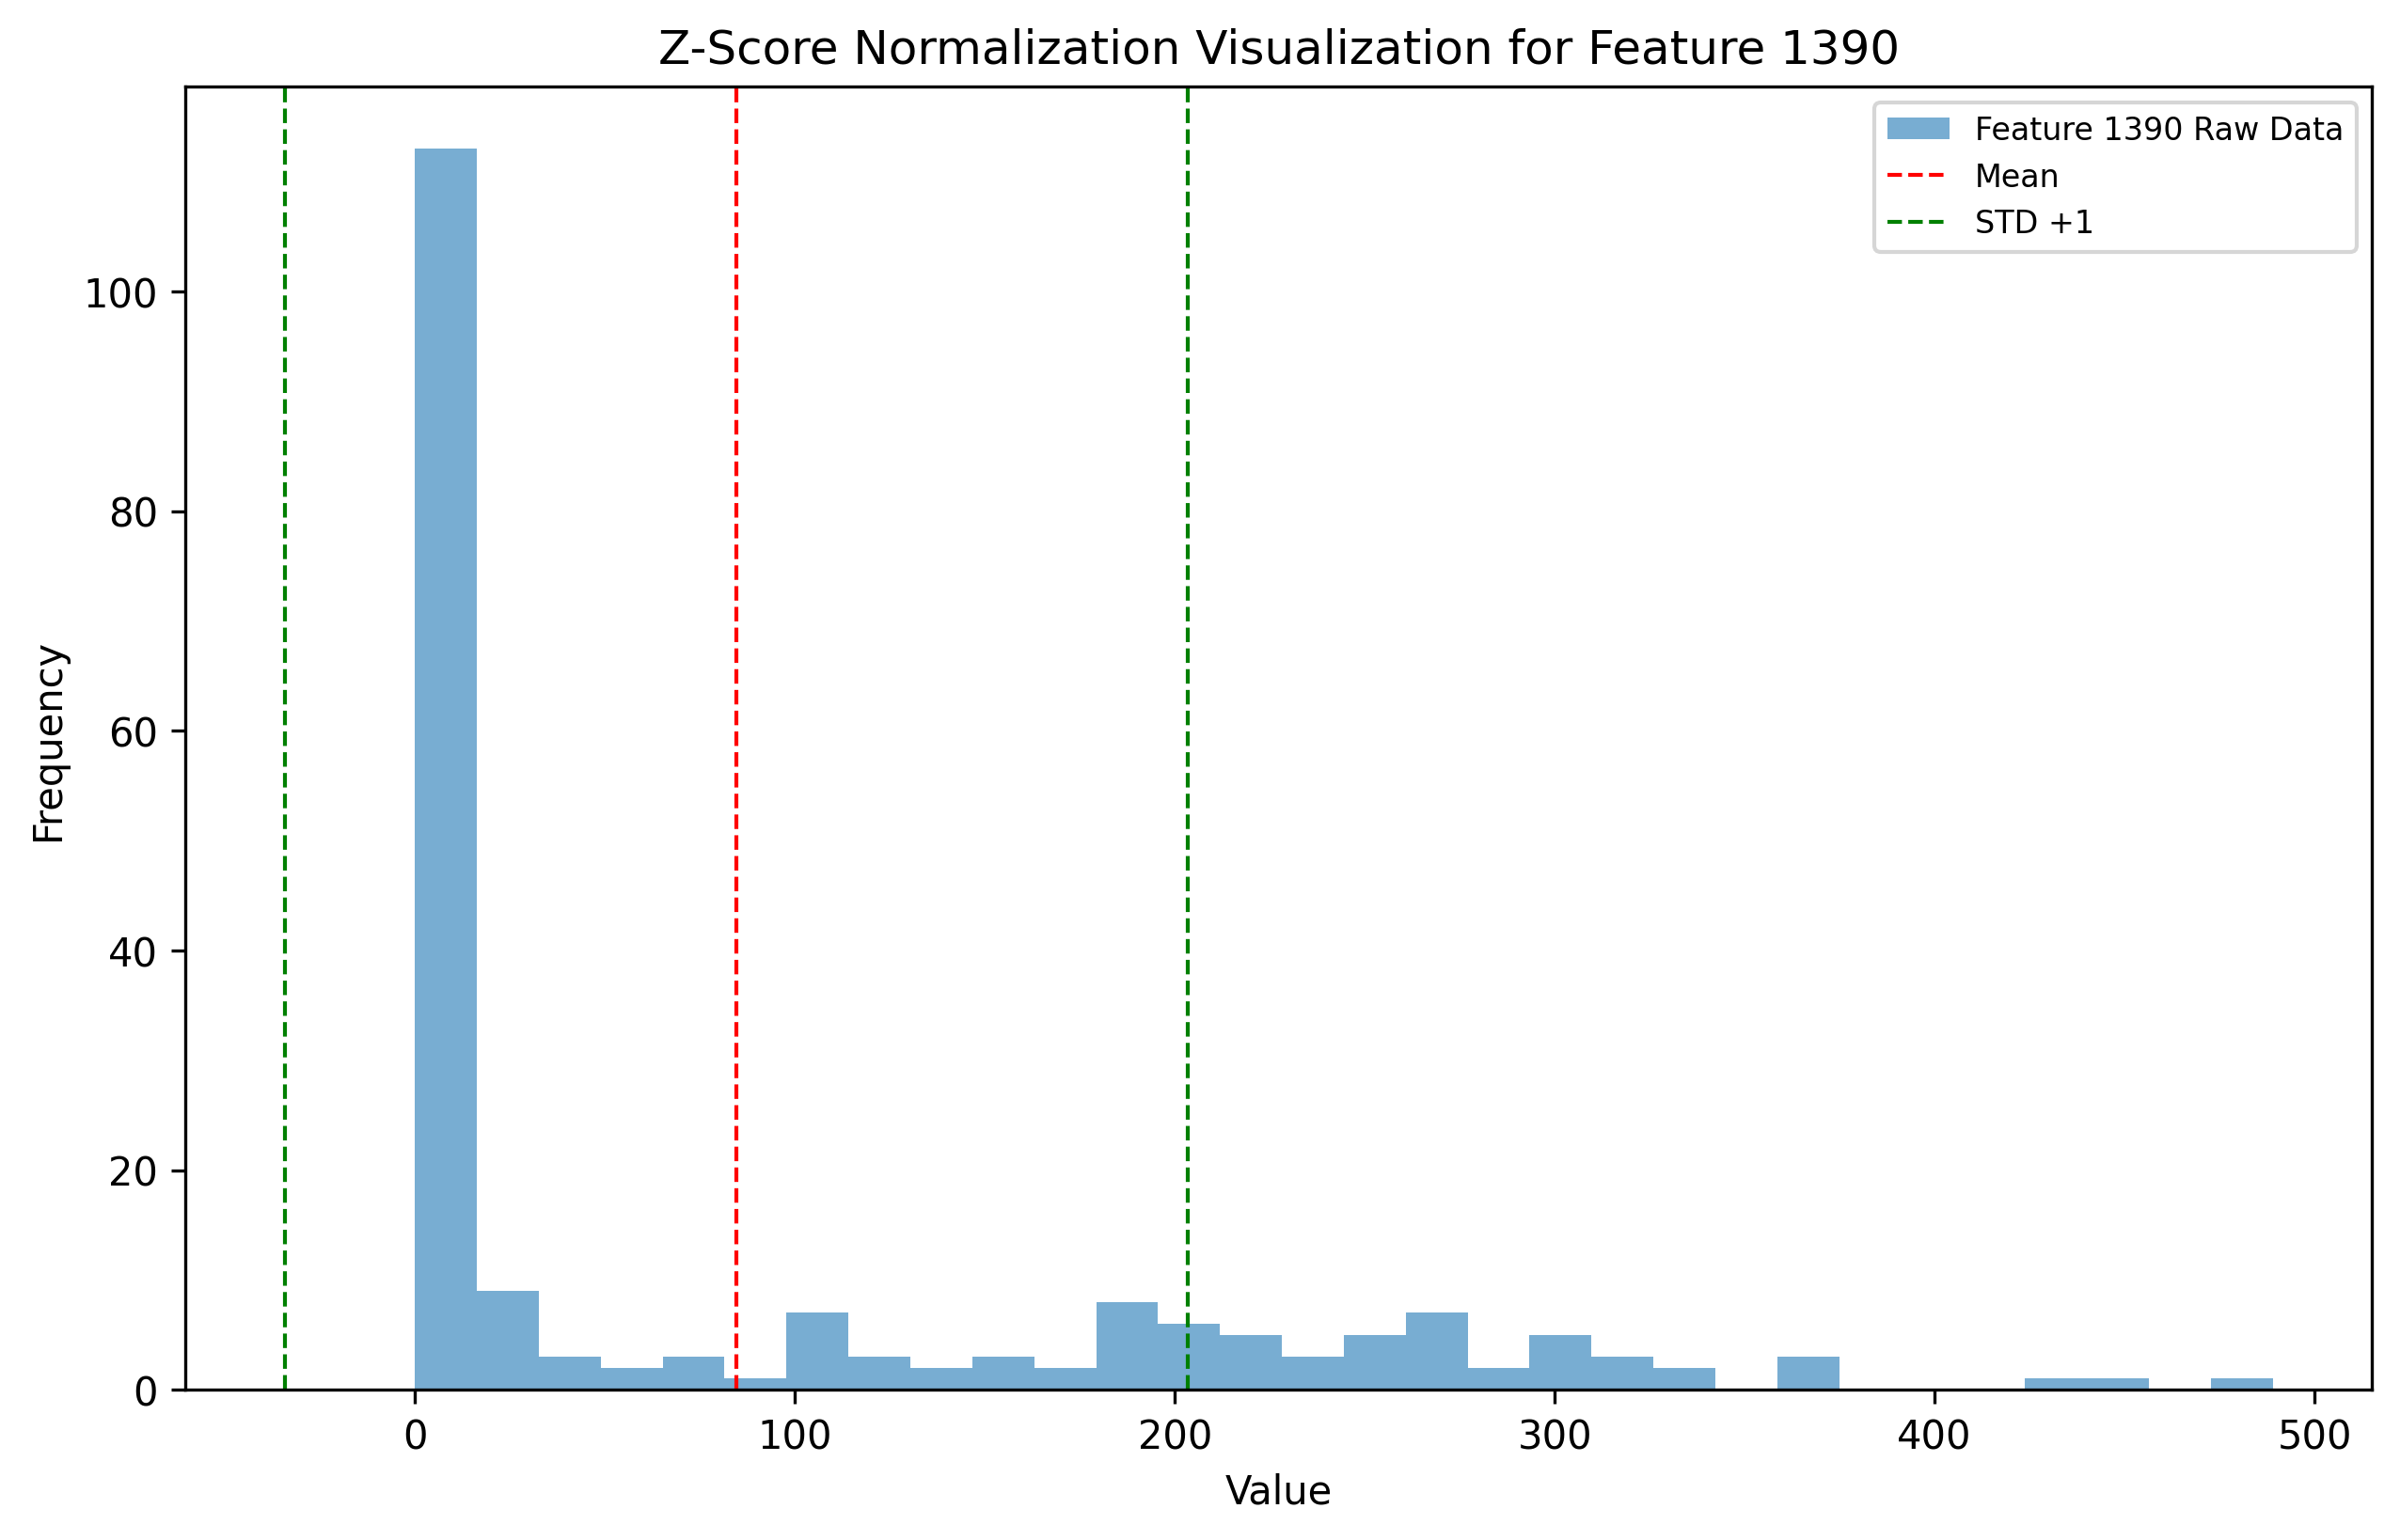 Z-Score Normalization Visualization for Feature 1390
Feature 1390 Raw Data
Mean
STD +1
100
80
60
40
20
0
Frequency
0 100 200 300 400 500
Value